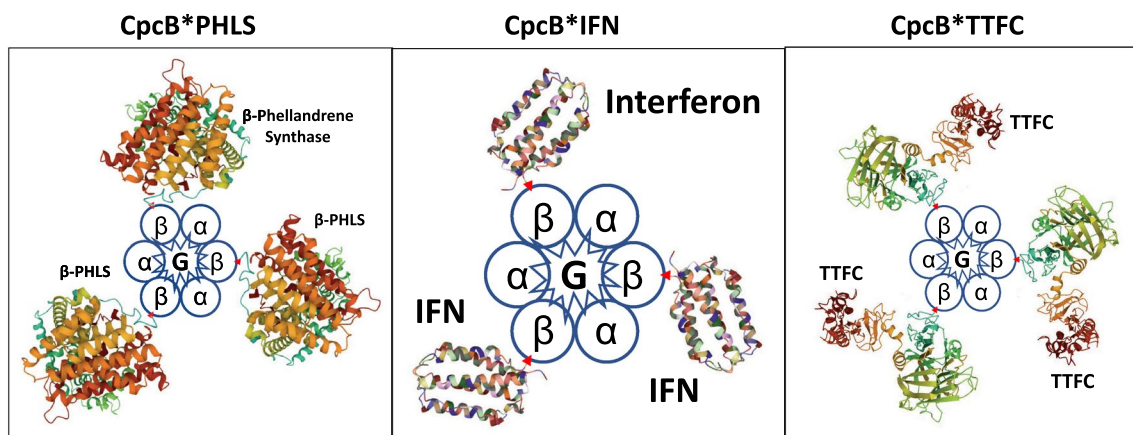 CpcB*PHLS
β-Phellandrene
Synthase
β α
β-PHLS
α G β
β-PHLS
β α
CpcB*IFN
Interferon
β α
α G β
IFN
β α
IFN
CpcB*TTFC
TTFC
β α
α G β
TTFC
β α
TTFC